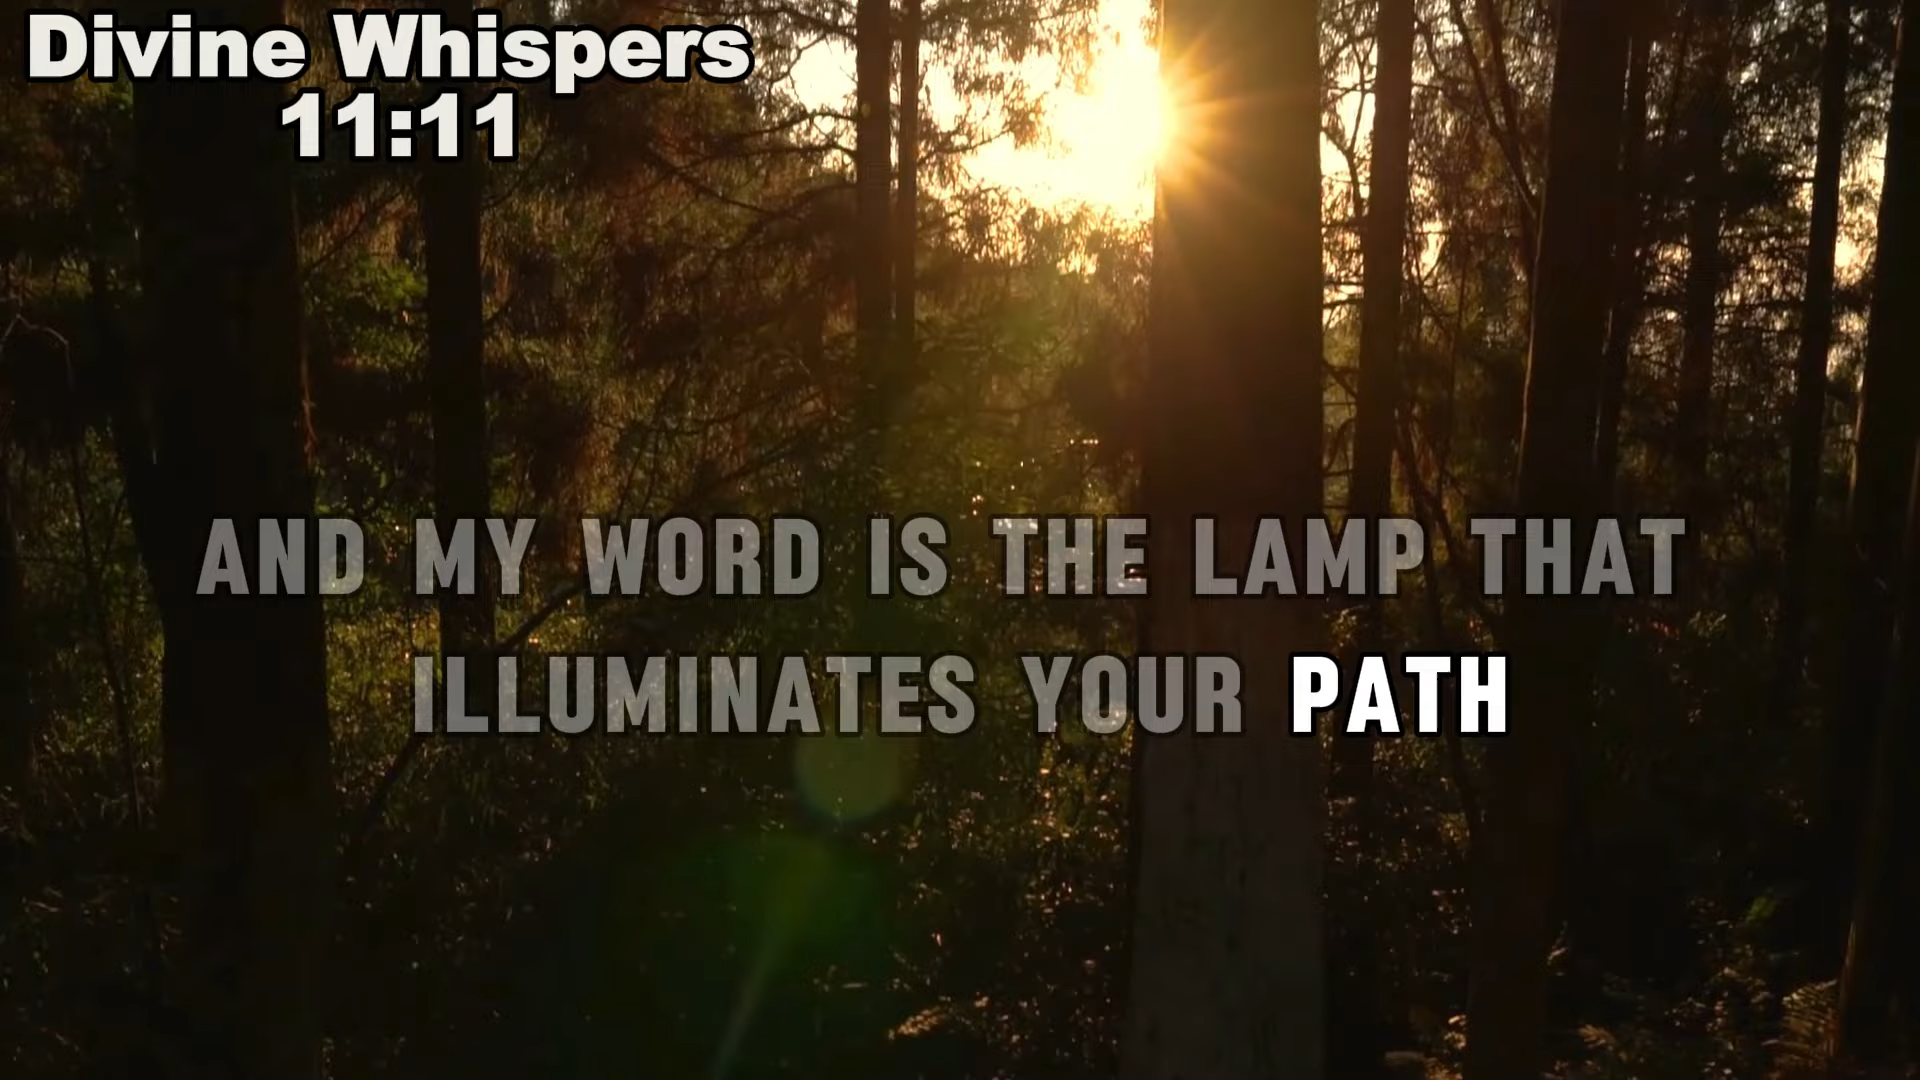 Divine Whispers
11:11
AND MY WORD IS THE LAMP THAT
ILLUMINATES YOUR PATH